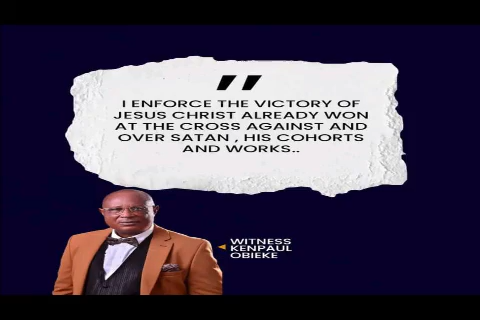 "
I ENFORCE THE VICTORY OF
JESUS CHRIST ALREADY WON
AT THE CROSS AGAINST AND
OVER SATAN , HIS COHORTS
AND WORKS..
WITNESS
KENPAUL
OBIEKE